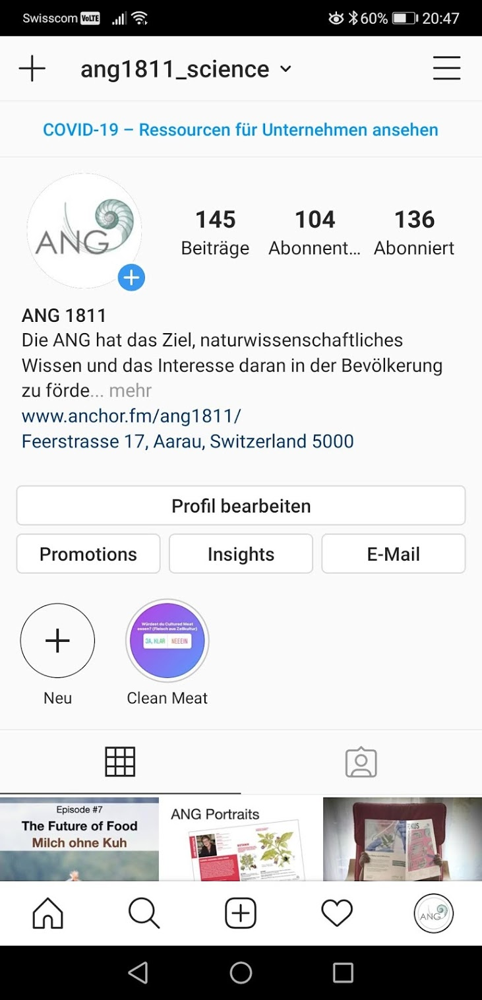 Swisscom VoLTE 60% 20:47
ang1811_science
COVID-19 – Ressourcen für Unternehmen ansehen
ANG
145 104 136
Beiträge Abonnent... Abonniert
ANG 1811
Die ANG hat das Ziel, naturwissenschaftliches
Wissen und das Interesse daran in der Bevölkerung
zu förde... mehr
www.anchor.fm/ang1811/
Feerstrasse 17, Aarau, Switzerland 5000
Profil bearbeiten
Promotions Insights E-Mail
Würdest du Cultured Meat
essen? (Fleisch aus Zellkultur)
JA, KLAR NEEEIN
Neu Clean Meat
Episode #7
The Future of Food
Milch ohne Kuh
ANG Portraits
BOTANIK
FOKUS
ANG